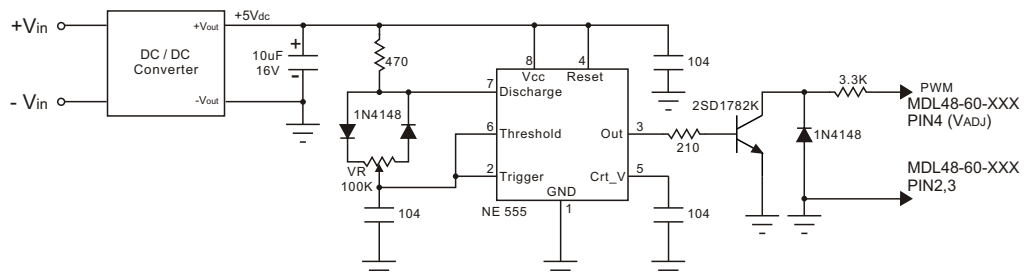 +Vin
- Vin
DC / DC
Converter
+Vout
-Vout
+5Vdc
10uF
16V
+
-
470
1N4148
VR
100K
104
7
Discharge
6
Threshold
2
Trigger
8
Vcc
4
Reset
Out
3
Crt_V
5
GND
1
NE 555
104
104
210
2SD1782K
1N4148
3.3K
PWM
MDL48-60-XXX
PIN4 (VADJ)
MDL48-60-XXX
PIN2,3